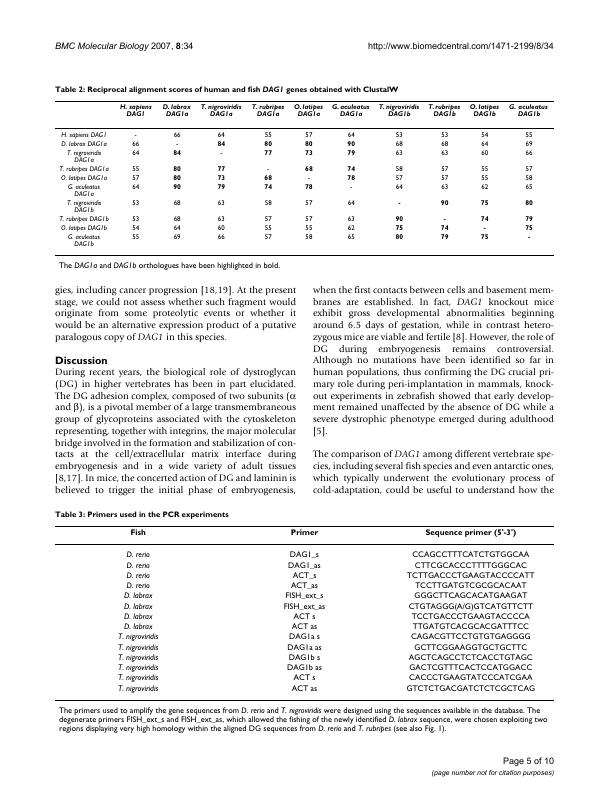 BMC Molecular Biology 2007, 8:34 http://www.biomedcentral.com/1471-2199/8/34
Table 2: Reciprocal alignment scores of human and fish DAG1 genes obtained with ClustalW
H. sapiens DAG1 D. labrax DAG1a T. nigroviridis DAG1a T. rubripes DAG1a O. latipes DAG1a G. aculeatus DAG1a T. nigroviridis DAG1b T. rubripes DAG1b O. latipes DAG1b G. aculeatus DAG1b
H. sapiens DAG1 - 66 64 55 57 64 53 53 54 55
D. labrax DAG1a 66 - 84 80 80 90 68 68 64 69
T. nigroviridis DAG1a 64 84 - 77 73 79 63 63 60 66
T. rubripes DAG1a 55 80 77 - 68 74 58 57 55 57
O. latipes DAG1a 57 80 73 68 - 78 57 57 55 58
G. aculeatus DAG1a 64 90 79 74 78 - 64 63 62 65
T. nigroviridis DAG1b 53 68 63 58 57 64 - 90 75 80
T. rubripes DAG1b 53 68 63 57 57 63 90 - 74 79
O. latipes DAG1b 54 64 60 55 55 62 75 74 - 75
G. aculeatus DAG1b 55 69 66 57 58 65 80 79 75 -
The DAG1a and DAG1b orthologues have been highlighted in bold.
gies, including cancer progression [18,19]. At the present
stage, we could not assess whether such fragment would
originate from some proteolytic events or whether it
would be an alternative expression product of a putative
paralogous copy of DAG1 in this species.
Discussion
During recent years, the biological role of dystroglycan
(DG) in higher vertebrates has been in part elucidated.
The DG adhesion complex, composed of two subunits (α
and β), is a pivotal member of a large transmembraneous
group of glycoproteins associated with the cytoskeleton
representing, together with integrins, the major molecular
bridge involved in the formation and stabilization of con-
tacts at the cell/extracellular matrix interface during
embryogenesis and in a wide variety of adult tissues
[8,17]. In mice, the concerted action of DG and laminin is
believed to trigger the initial phase of embryogenesis,
when the first contacts between cells and basement mem-
branes are established. In fact, DAG1 knockout mice
exhibit gross developmental abnormalities beginning
around 6.5 days of gestation, while in contrast hetero-
zygous mice are viable and fertile [8]. However, the role of
DG during embryogenesis remains controversial.
Although no mutations have been identified so far in
human populations, thus confirming the DG crucial pri-
mary role during peri-implantation in mammals, knock-
out experiments in zebrafish showed that early develop-
ment remained unaffected by the absence of DG while a
severe dystrophic phenotype emerged during adulthood
[5].
The comparison of DAG1 among different vertebrate spe-
cies, including several fish species and even antarctic ones,
which typically underwent the evolutionary process of
cold-adaptation, could be useful to understand how the
Table 3: Primers used in the PCR experiments
Fish Primer Sequence primer (5'-3')
D. rerio DAG1_s CCAGCCTTTCATCTGTGGCAA
D. rerio DAG1_as CTTCGCACCCTTTTGGGCAC
D. rerio ACT_s TCTTGACCCTGAAGTACCCCATT
D. rerio ACT_as TCCTTGATGTCGCGCACAAT
D. labrax FISH_ext_s GGGCTTCAGCACATGAAGAT
D. labrax FISH_ext_as CTGTAGGG(A/G)GTCATGTTCTT
D. labrax ACT s TCCTGACCCTGAAGTACCCCA
D. labrax ACT as TTGATGTCACGCACGATTTCC
T. nigroviridis DAG1a s CAGACGTTCCTGTGTGAGGGG
T. nigroviridis DAG1a as GCTTCGGAAGGTGCTGCTTC
T. nigroviridis DAG1b s AGCTCAGCCTCTCACCTGTAGC
T. nigroviridis DAG1b as GACTCGTTTCACTCCATGGACC
T. nigroviridis ACT s CACCCTGAAGTATCCCATCGAA
T. nigroviridis ACT as GTCTCTGACGATCTCTCGCTCAG
The primers used to amplify the gene sequences from D. rerio and T. nigroviridis were designed using the sequences available in the database. The
degenerate primers FISH_ext_s and FISH_ext_as, which allowed the fishing of the newly identified D. labrax sequence, were chosen exploiting two
regions displaying very high homology within the aligned DG sequences from D. rerio and T. rubripes (see also Fig. 1).
Page 5 of 10
(page number not for citation purposes)